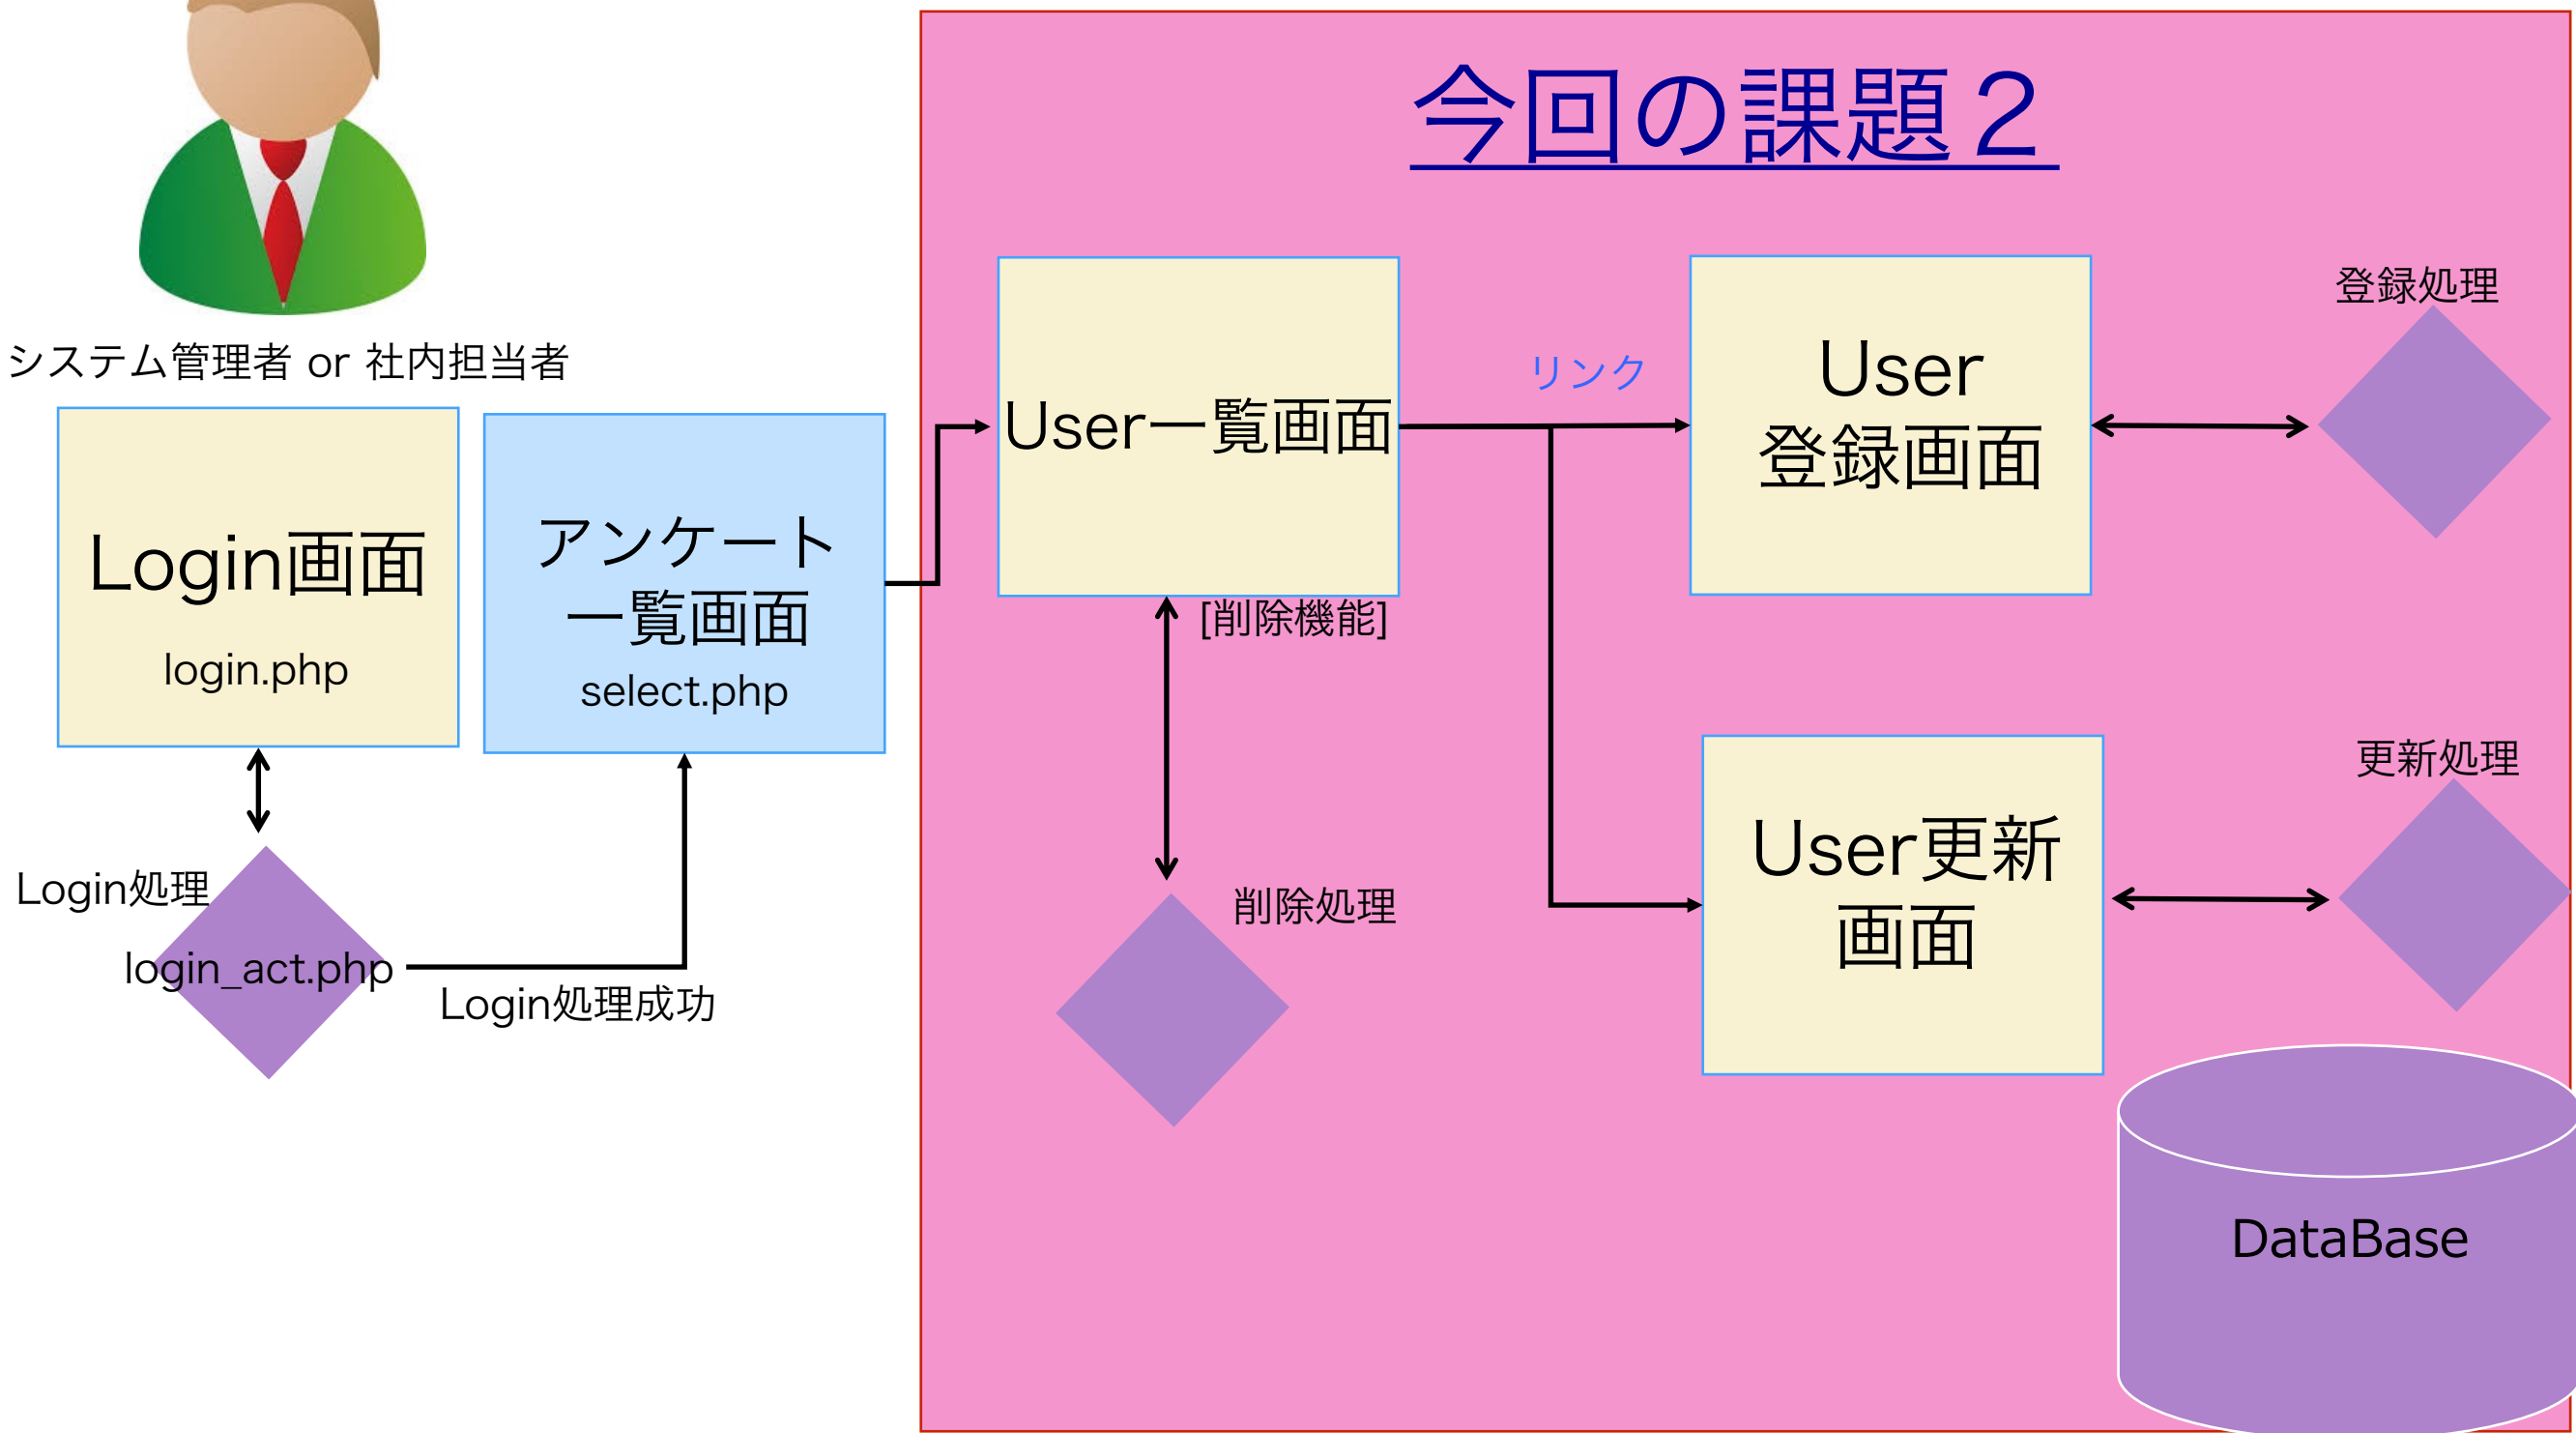 今回の課題２
システム管理者 or 社内担当者
Login画面
login.php
アンケート
一覧画面
select.php
Login処理
login_act.php
Login処理成功
User一覧画面
[削除機能]
削除処理
リンク
User
登録画面
登録処理
User更新
画面
更新処理
DataBase